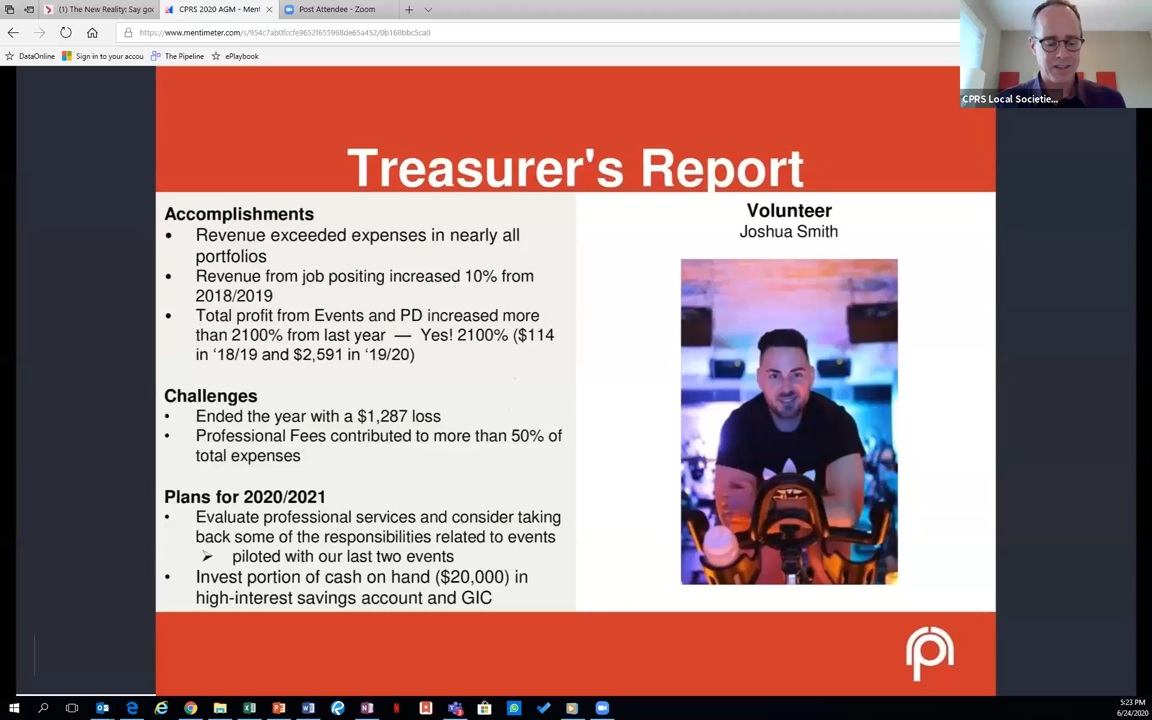 (1) The New Reality: Say goo
CPRS 2020 AGM - Ment
Post Attendee - Zoom
https://www.mentimeter.com/s/954c7ab0fccfe9652f655968de65a452/0b168bbc5ca0
DataOnline
Sign in to your accou
The Pipeline
ePlaybook
CPRS Local Societie...
Treasurer's Report
Accomplishments
• Revenue exceeded expenses in nearly all
portfolios
• Revenue from job positing increased 10% from
2018/2019
• Total profit from Events and PD increased more
than 2100% from last year — Yes! 2100% ($114
in ‘18/19 and $2,591 in ‘19/20)
Challenges
• Ended the year with a $1,287 loss
• Professional Fees contributed to more than 50% of
total expenses
Plans for 2020/2021
• Evaluate professional services and consider taking
back some of the responsibilities related to events
➢ piloted with our last two events
• Invest portion of cash on hand ($20,000) in
high-interest savings account and GIC
Volunteer
Joshua Smith
5:23 PM
6/24/2020